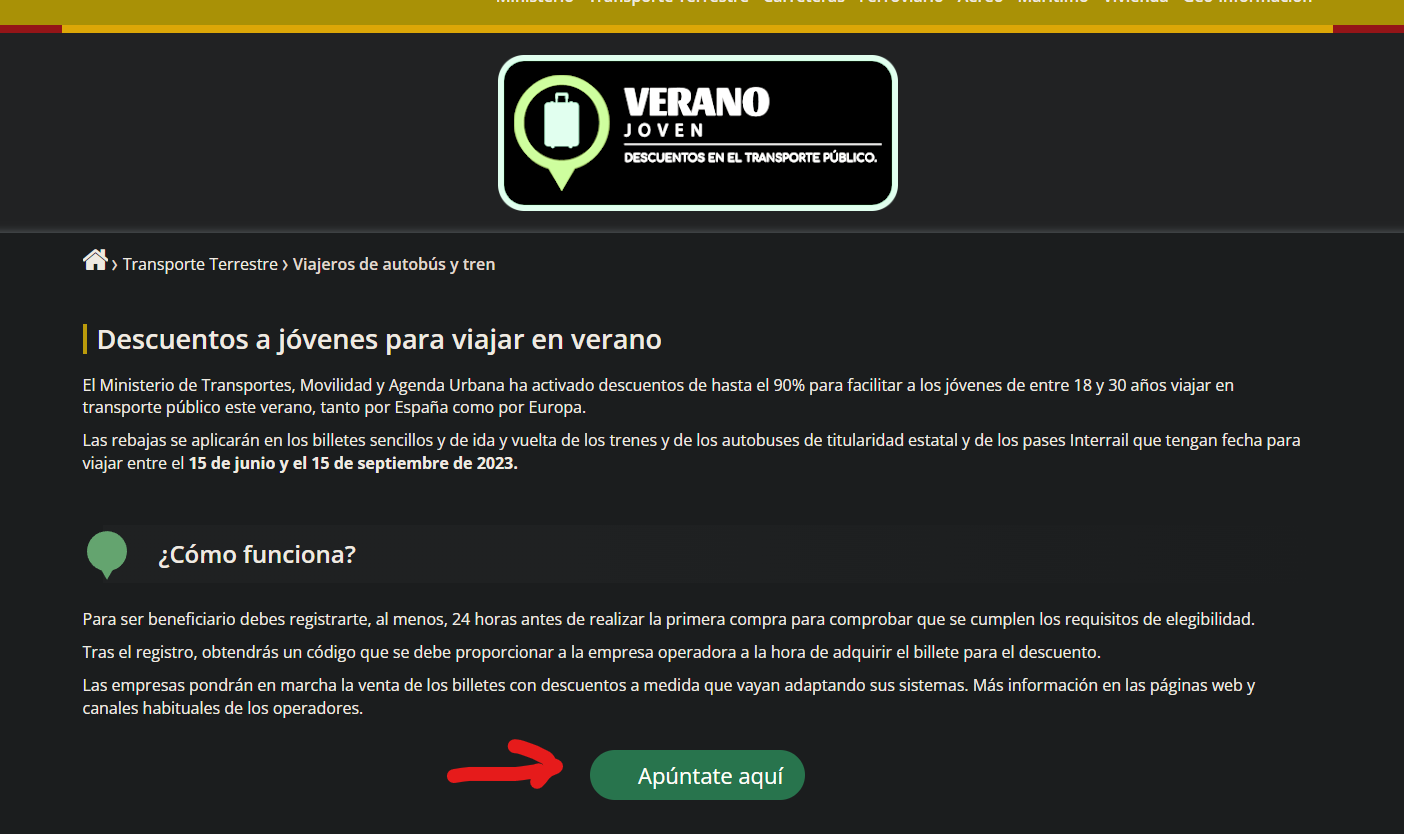 Ministerio Transporte Terrestre Carreteras Ferroviario Aéreo Marítimo Vivienda Geo-información
VERANO
JOVEN
DESCUENTOS EN EL TRANSPORTE PÚBLICO.
› Transporte Terrestre › Viajeros de autobús y tren
Descuentos a jóvenes para viajar en verano
El Ministerio de Transportes, Movilidad y Agenda Urbana ha activado descuentos de hasta el 90% para facilitar a los jóvenes de entre 18 y 30 años viajar en
transporte público este verano, tanto por España como por Europa.
Las rebajas se aplicarán en los billetes sencillos y de ida y vuelta de los trenes y de los autobuses de titularidad estatal y de los pases Interrail que tengan fecha para
viajar entre el 15 de junio y el 15 de septiembre de 2023.
¿Cómo funciona?
Para ser beneficiario debes registrarte, al menos, 24 horas antes de realizar la primera compra para comprobar que se cumplen los requisitos de elegibilidad.
Tras el registro, obtendrás un código que se debe proporcionar a la empresa operadora a la hora de adquirir el billete para el descuento.
Las empresas pondrán en marcha la venta de los billetes con descuentos a medida que vayan adaptando sus sistemas. Más información en las páginas web y
canales habituales de los operadores.
Apúntate aquí